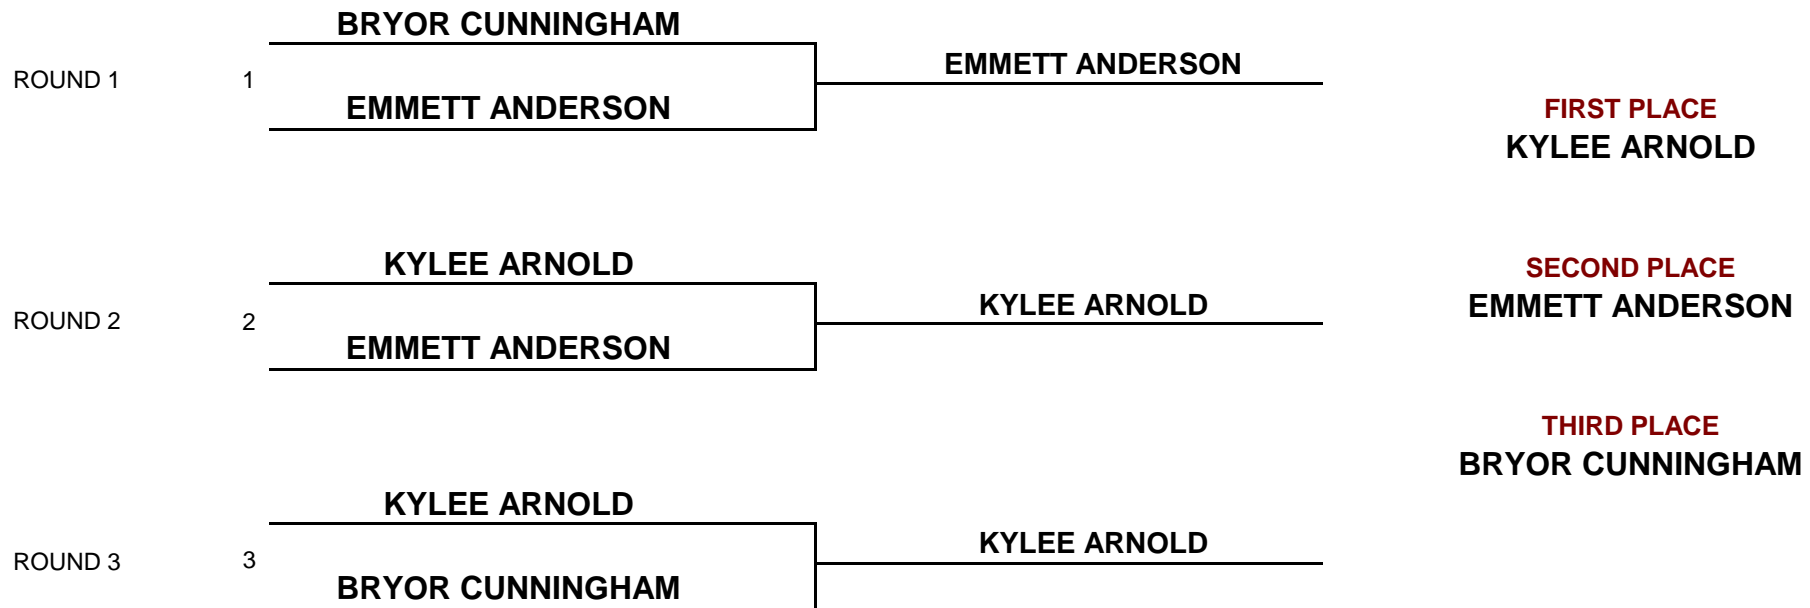 BRYOR CUNNINGHAM
ROUND 1
1
EMMETT ANDERSON
EMMETT ANDERSON
FIRST PLACE
KYLEE ARNOLD
KYLEE ARNOLD
ROUND 2
2
KYLEE ARNOLD
EMMETT ANDERSON
SECOND PLACE
EMMETT ANDERSON
THIRD PLACE
BRYOR CUNNINGHAM
KYLEE ARNOLD
ROUND 3
3
KYLEE ARNOLD
BRYOR CUNNINGHAM